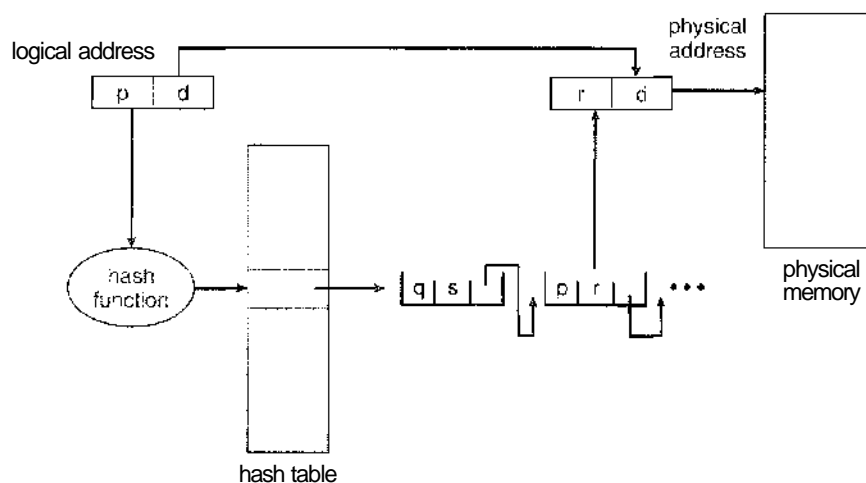 logical address
physical
address
p d
r d
hash
function
q s
p r
•••
physical
memory
hash table